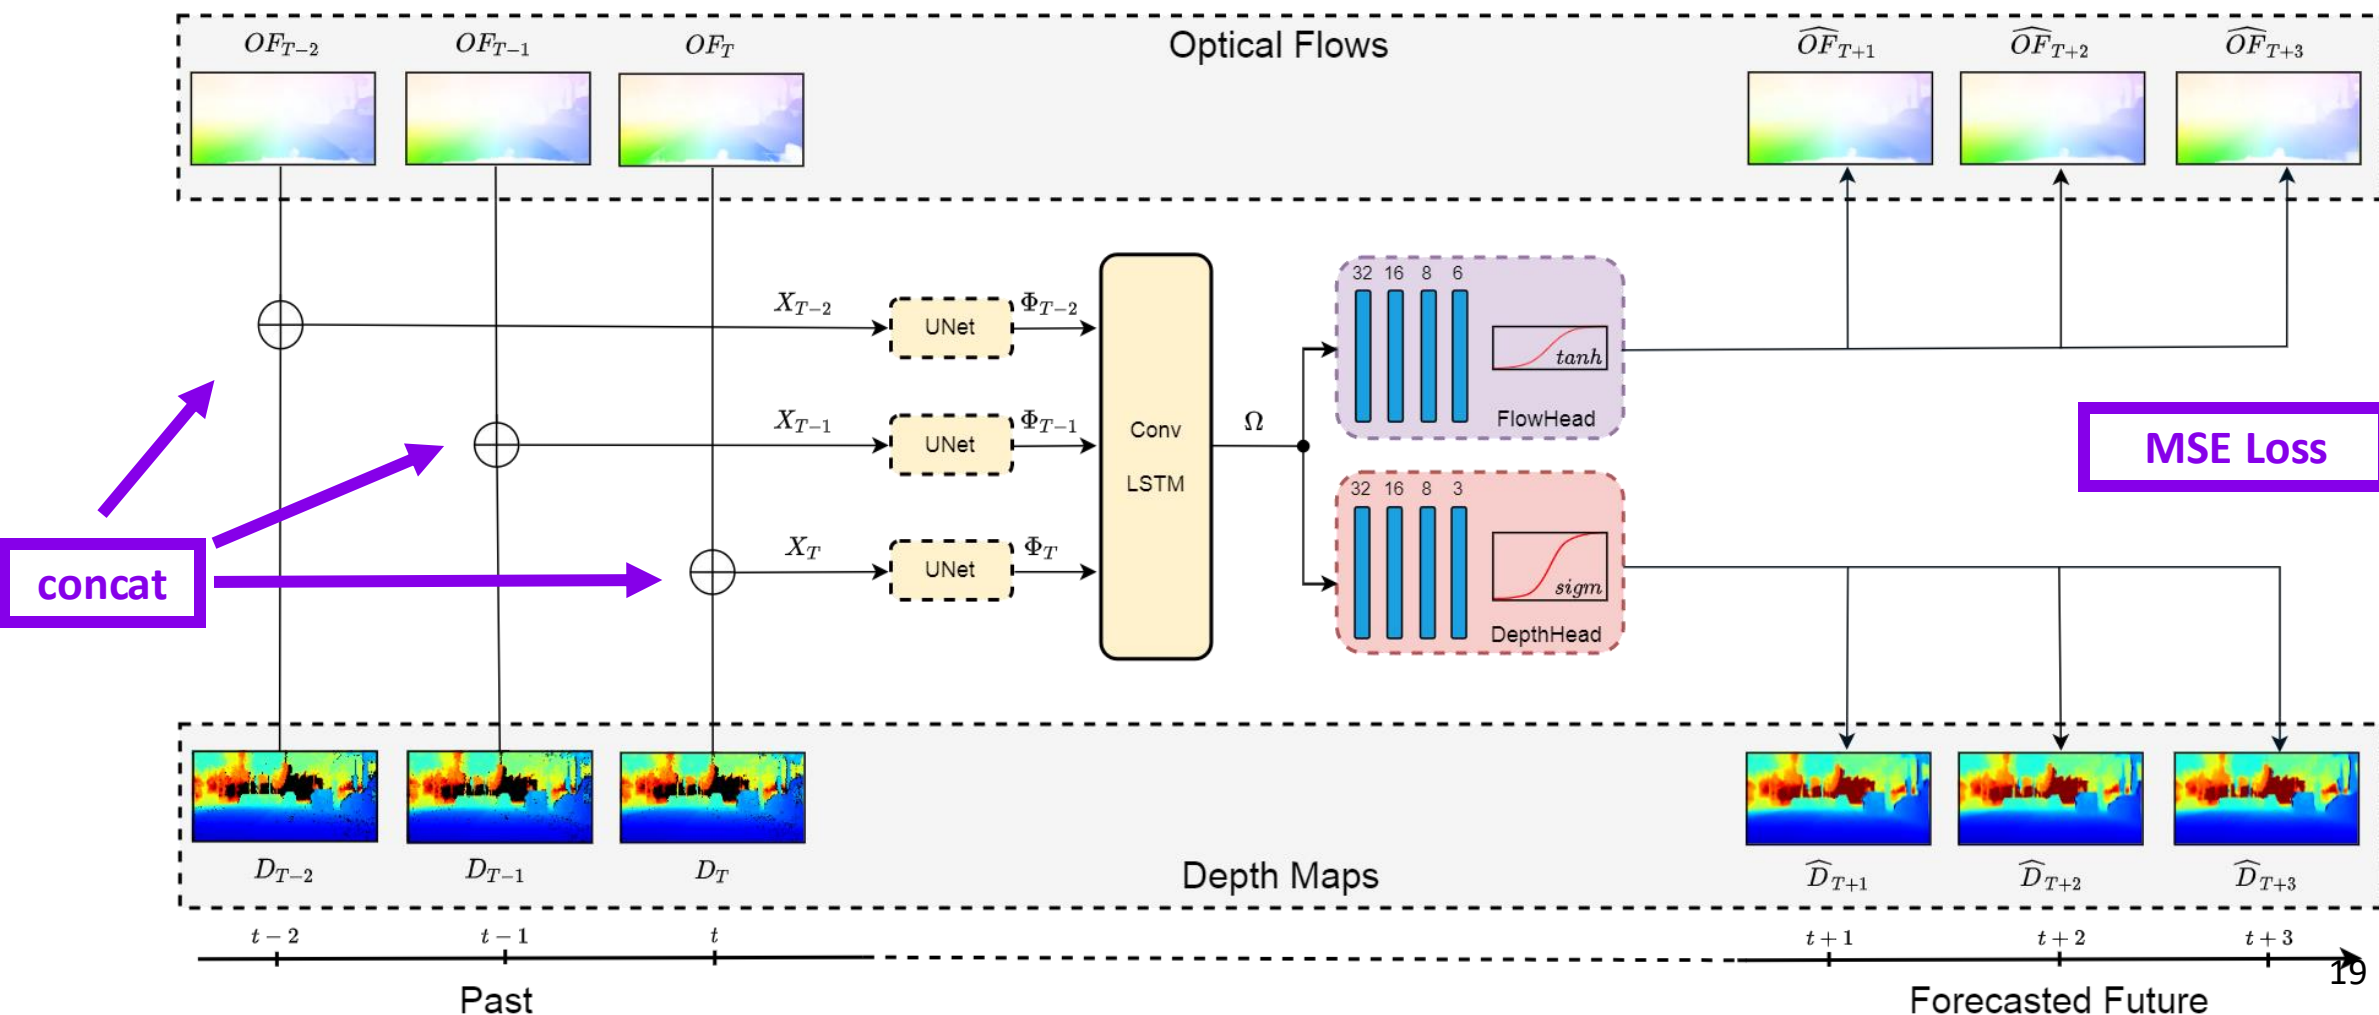 OF_{T-2} OF_{T-1} OF_T Optical Flows \widehat{OF}_{T+1} \widehat{OF}_{T+2} \widehat{OF}_{T+3}
32 16 8 6
X_{T-2} UNet Φ_{T-2}
tanh
FlowHead
X_{T-1} UNet Φ_{T-1} Conv Ω
MSE Loss
LSTM
32 16 8 3
concat
X_T UNet Φ_T
sigm
DepthHead
D_{T-2} D_{T-1} D_T Depth Maps \widehat{D}_{T+1} \widehat{D}_{T+2} \widehat{D}_{T+3}
t − 2 t − 1 t t + 1 t + 2 t + 3
19
Past Forecasted Future